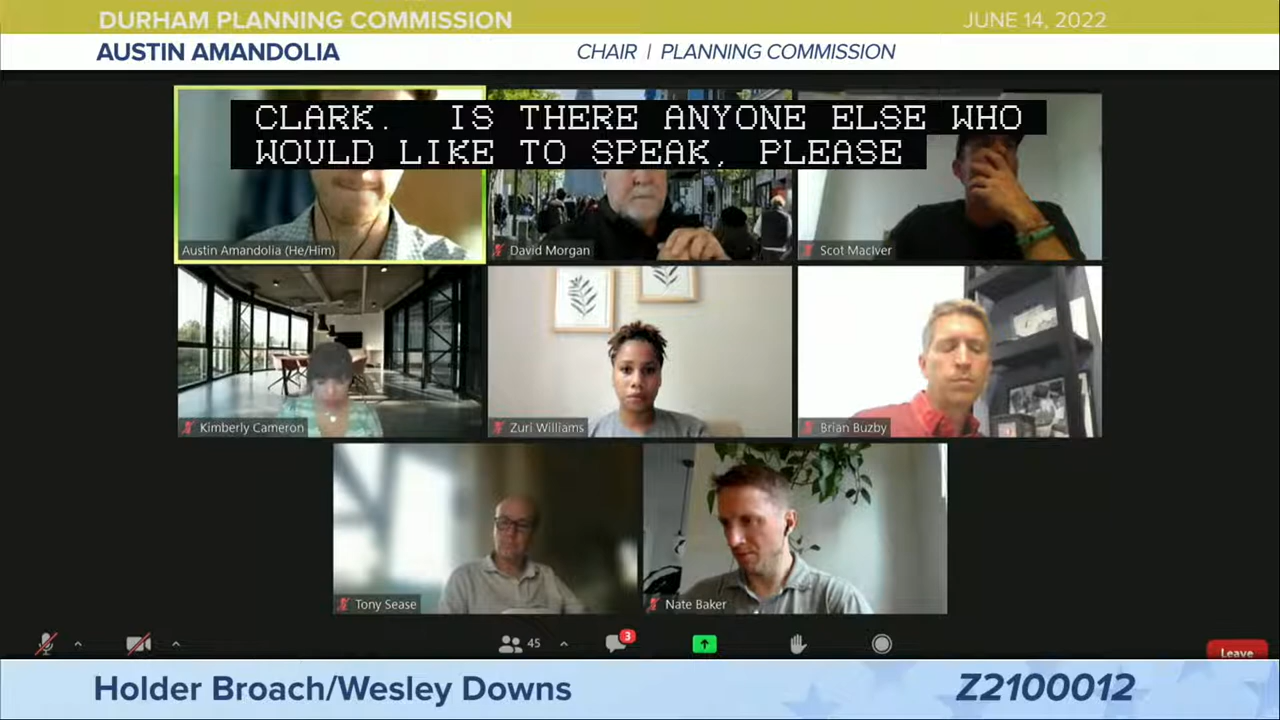 DURHAM PLANNING COMMISSION
JUNE 14, 2022
AUSTIN AMANDOLIA
CHAIR | PLANNING COMMISSION
CLARK. IS THERE ANYONE ELSE WHO
WOULD LIKE TO SPEAK, PLEASE
Austin Amandolia (He/Him)
David Morgan
Scot MacIver
Kimberly Cameron
Zuri Williams
Brian Buzby
Tony Sease
Nate Baker
45
3
Leave
Holder Broach/Wesley Downs
Z2100012